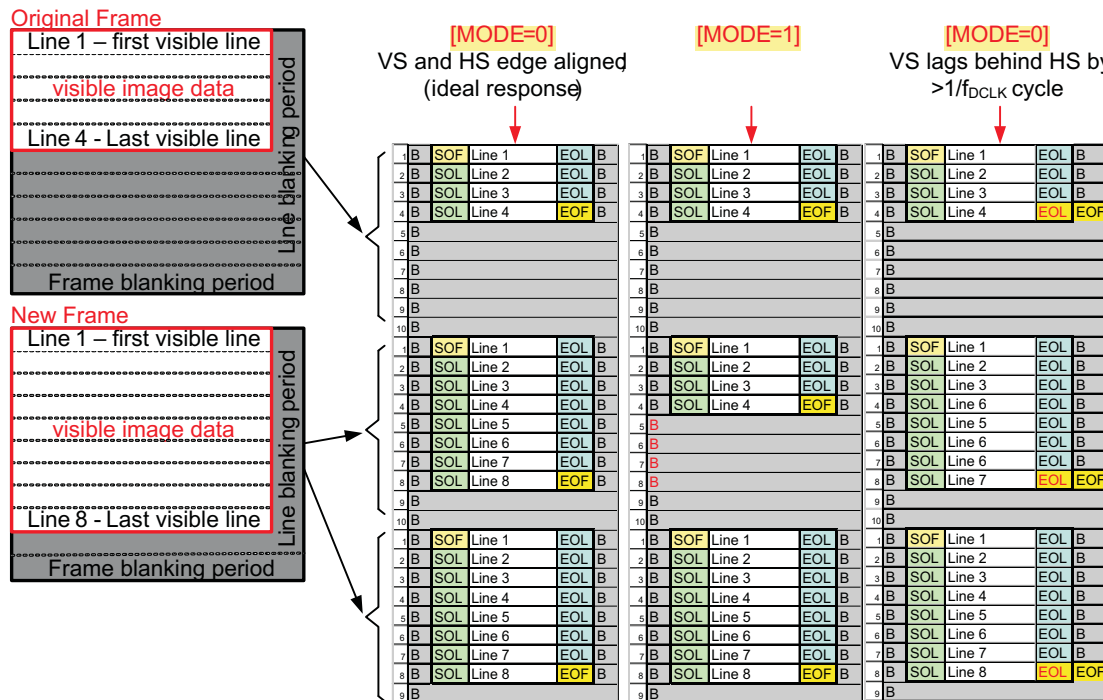 Original Frame
Line 1 – first visible line
visible image data
Line 4 - Last visible line
Line blanking period
Frame blanking period
New Frame
Line 1 – first visible line
visible image data
Line 8 - Last visible line
Line blanking period
Frame blanking period
[MODE=0]
VS and HS edge aligned
(ideal response)
1 B SOF Line 1 EOL B
2 B SOL Line 2 EOL B
3 B SOL Line 3 EOL B
4 B SOL Line 4 EOF B
5 B
6 B
7 B
8 B
9 B
10 B
1 B SOF Line 1 EOL B
2 B SOL Line 2 EOL B
3 B SOL Line 3 EOL B
4 B SOL Line 4 EOL B
5 B SOL Line 5 EOL B
6 B SOL Line 6 EOL B
7 B SOL Line 7 EOL B
8 B SOL Line 8 EOF B
9 B
10 B
1 B SOF Line 1 EOL B
2 B SOL Line 2 EOL B
3 B SOL Line 3 EOL B
4 B SOL Line 4 EOL B
5 B SOL Line 5 EOL B
6 B SOL Line 6 EOL B
7 B SOL Line 7 EOL B
8 B SOL Line 8 EOF B
9 B
[MODE=1]
1 B SOF Line 1 EOL B
2 B SOL Line 2 EOL B
3 B SOL Line 3 EOL B
4 B SOL Line 4 EOF B
5 B
6 B
7 B
8 B
9 B
10 B
1 B SOF Line 1 EOL B
2 B SOL Line 2 EOL B
3 B SOL Line 3 EOL B
4 B SOL Line 4 EOF B
5 B
6 B
7 B
8 B
9 B
10 B
1 B SOF Line 1 EOL B
2 B SOL Line 2 EOL B
3 B SOL Line 3 EOL B
4 B SOL Line 4 EOL B
5 B SOL Line 5 EOL B
6 B SOL Line 6 EOL B
7 B SOL Line 7 EOL B
8 B SOL Line 8 EOF B
9 B
[MODE=0]
VS lags behind HS by
>1/fDCLK cycle
1 B SOF Line 1 EOL B
2 B SOL Line 2 EOL B
3 B SOL Line 3 EOL B
4 B SOL Line 4 EOL EOF
5 B
6 B
7 B
8 B
9 B
10 B
1 B SOF Line 1 EOL B
2 B SOL Line 2 EOL B
3 B SOL Line 3 EOL B
4 B SOL Line 6 EOL B
5 B SOL Line 5 EOL B
6 B SOL Line 6 EOL B
7 B SOL Line 6 EOL B
8 B SOL Line 7 EOL EOF
9 B
10 B
1 B SOF Line 1 EOL B
2 B SOL Line 2 EOL B
3 B SOL Line 3 EOL B
4 B SOL Line 4 EOL B
5 B SOL Line 5 EOL B
6 B SOL Line 6 EOL B
7 B SOL Line 7 EOL B
8 B SOL Line 8 EOL EOF
9 B